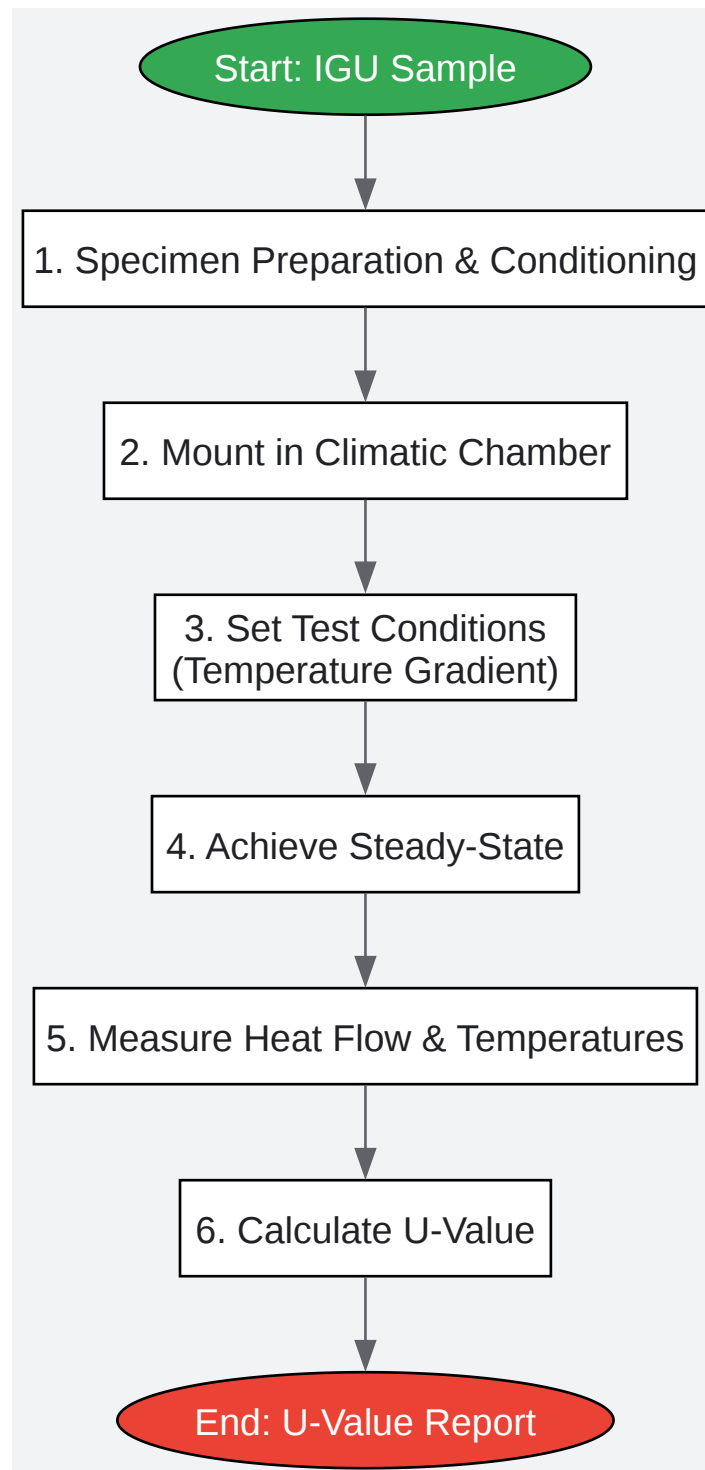 Start: IGU Sample
1. Specimen Preparation & Conditioning
2. Mount in Climatic Chamber
3. Set Test Conditions
(Temperature Gradient)
4. Achieve Steady-State
5. Measure Heat Flow & Temperatures
6. Calculate U-Value
End: U-Value Report